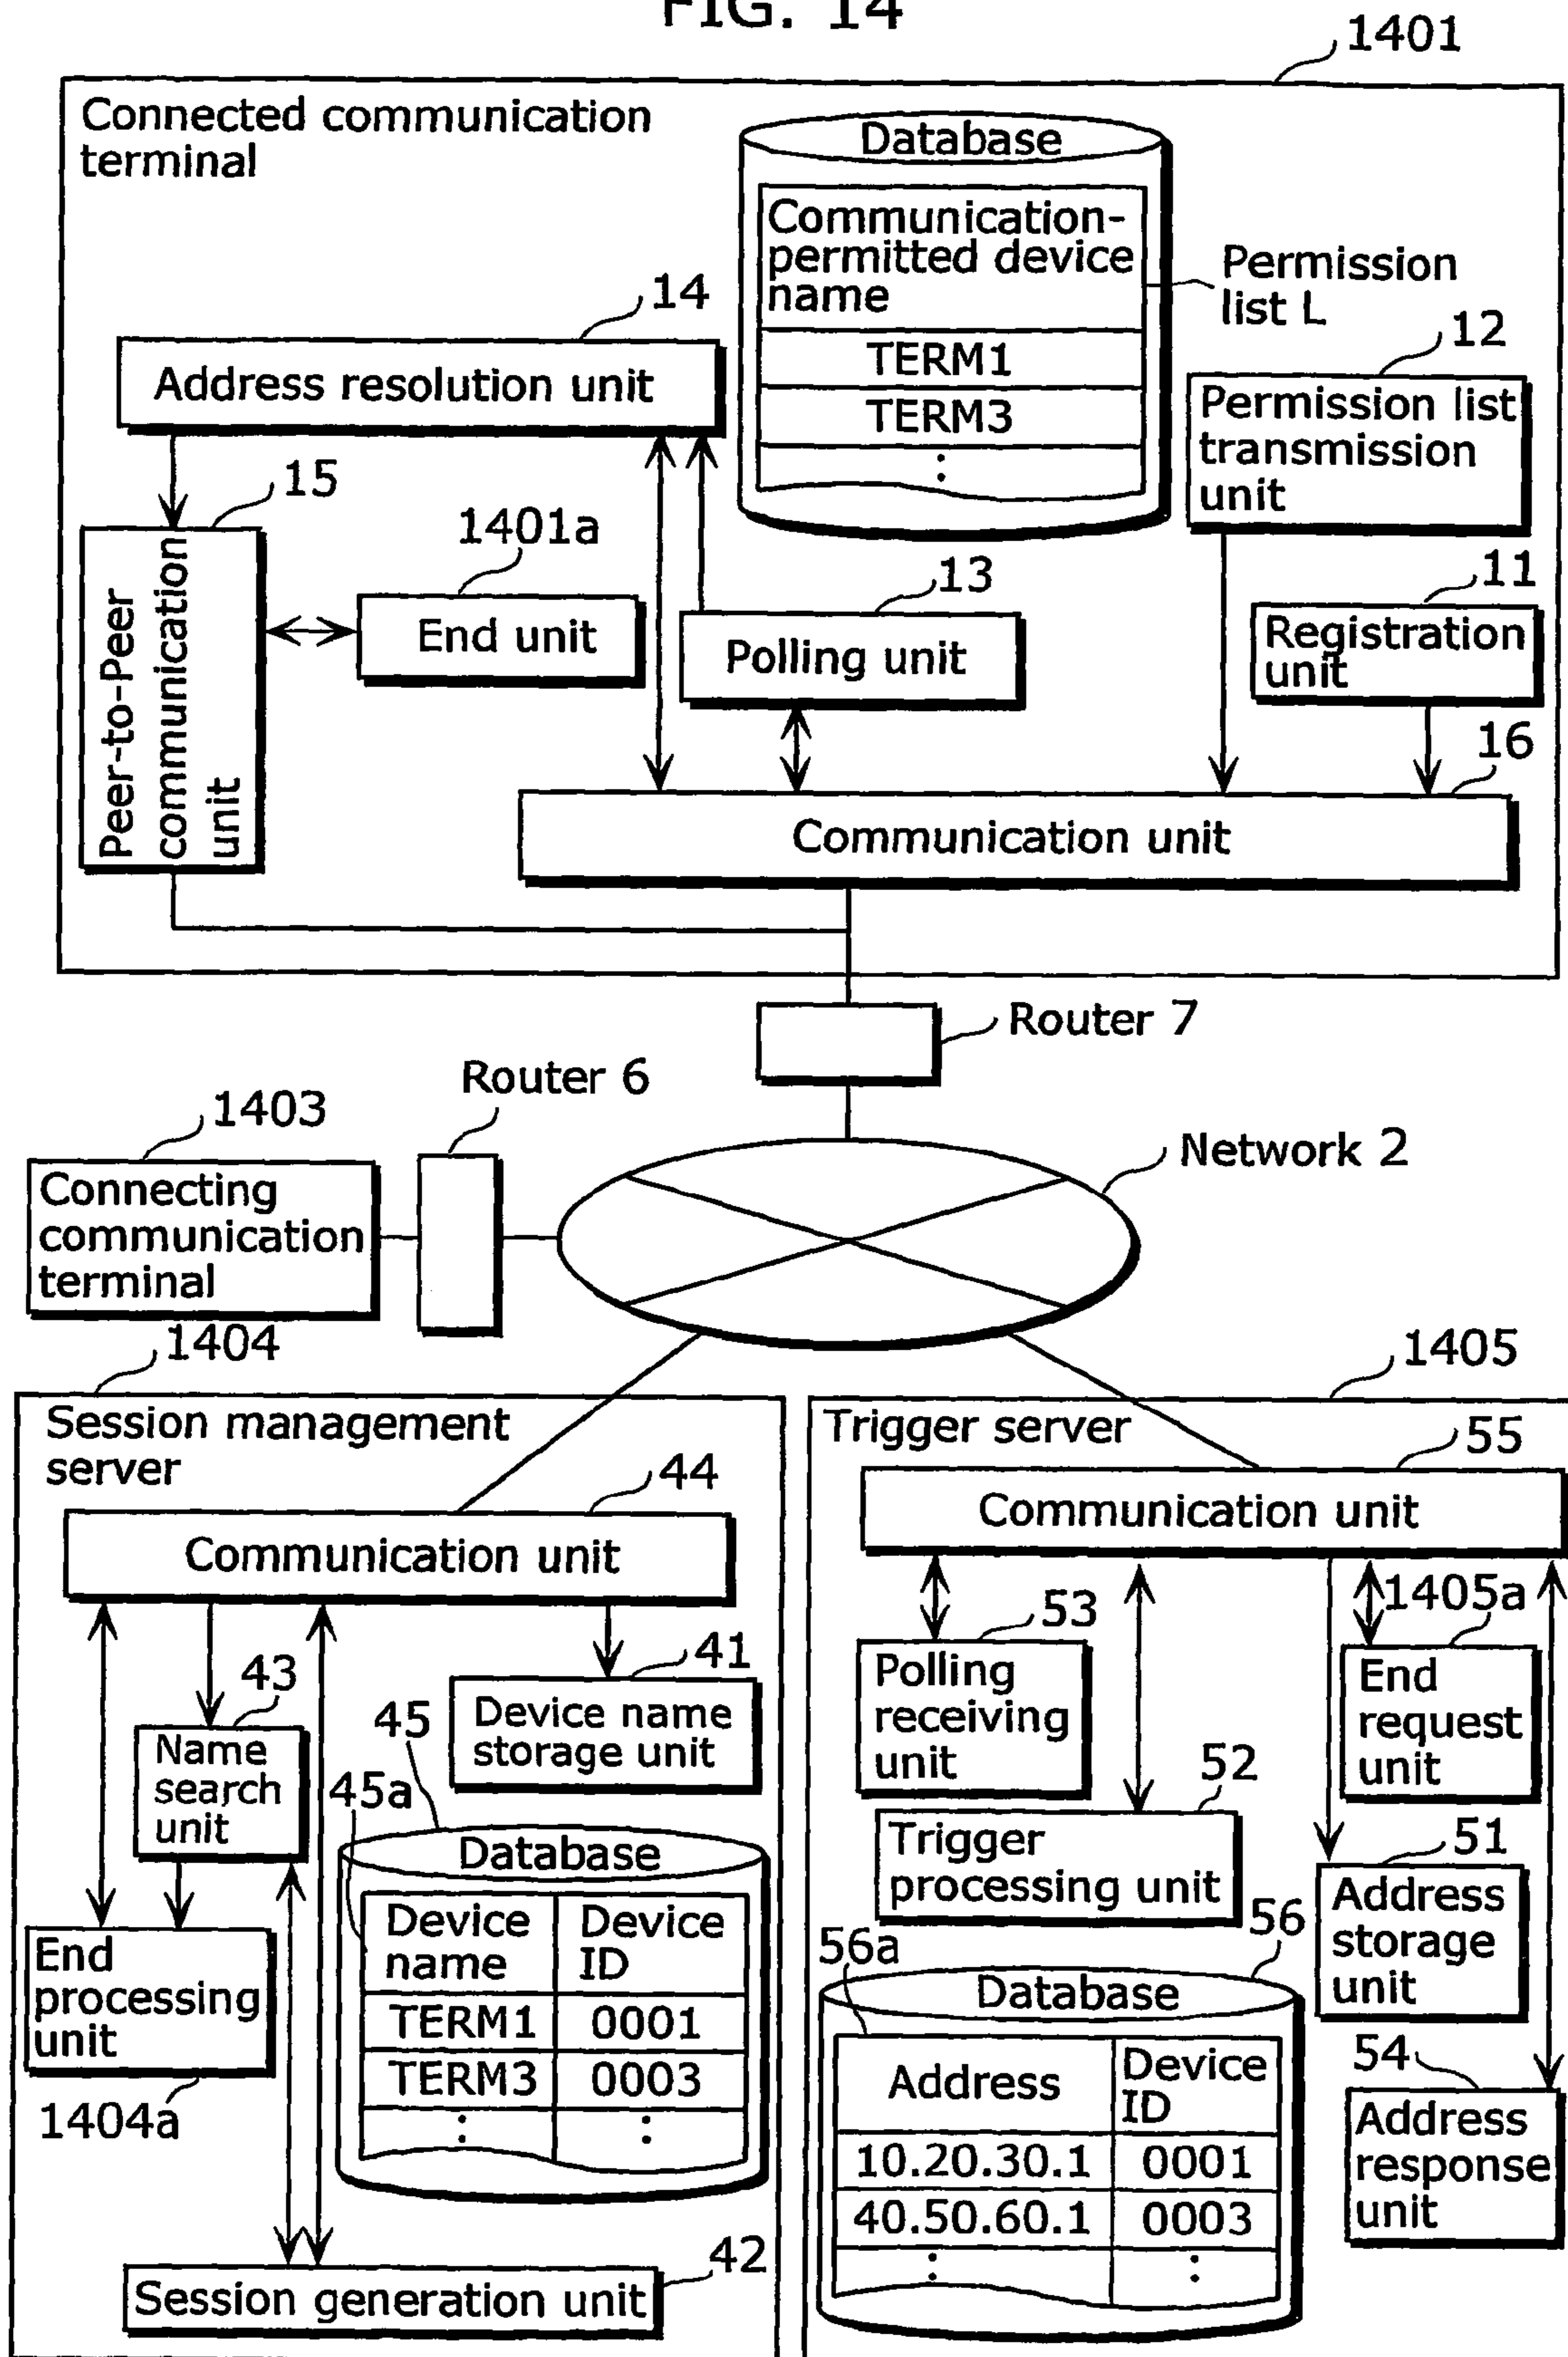 FIG. 14
1401
Connected communication
terminal
Database
Communication-
permitted device
name
TERM1
TERM3
:
Permission
list L
14
Address resolution unit
12
Permission list
transmission
unit
15
Peer-to-Peer
communication
unit
1401a
End unit
13
Polling unit
11
Registration
unit
16
Communication unit
Router 7
Router 6
1403
Connecting
communication
terminal
Network 2
1404
Session management
server
44
Communication unit
43
Name
search
unit
41
Device name
storage unit
45
45a
Database
Device name Device ID
TERM1 0001
TERM3 0003
: :
End
processing
unit
1404a
42
Session generation unit
1405
Trigger server
55
Communication unit
53
Polling
receiving
unit
1405a
End
request
unit
52
Trigger
processing unit
51
Address
storage
unit
56
56a
Database
Address Device ID
10.20.30.1 0001
40.50.60.1 0003
: :
54
Address
response
unit